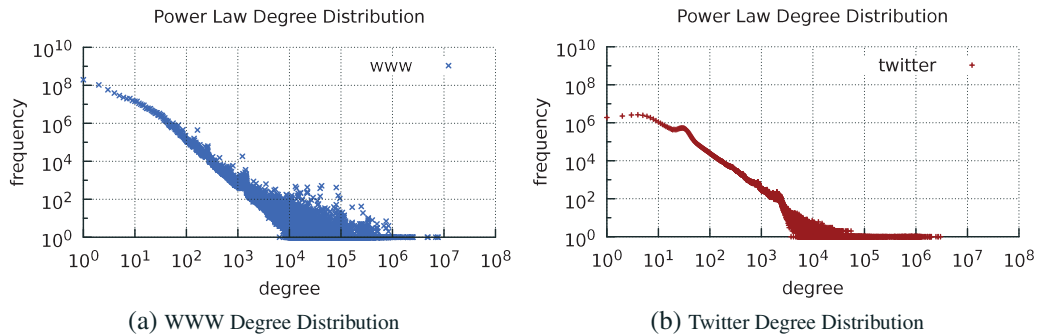 Power Law Degree Distribution
10^10
10^8
10^6
10^4
10^2
10^0
frequency
www
10^0 10^1 10^2 10^3 10^4 10^5 10^6 10^7 10^8
degree
(a) WWW Degree Distribution
Power Law Degree Distribution
10^10
10^8
10^6
10^4
10^2
10^0
frequency
twitter
10^0 10^1 10^2 10^3 10^4 10^5 10^6 10^7 10^8
degree
(b) Twitter Degree Distribution